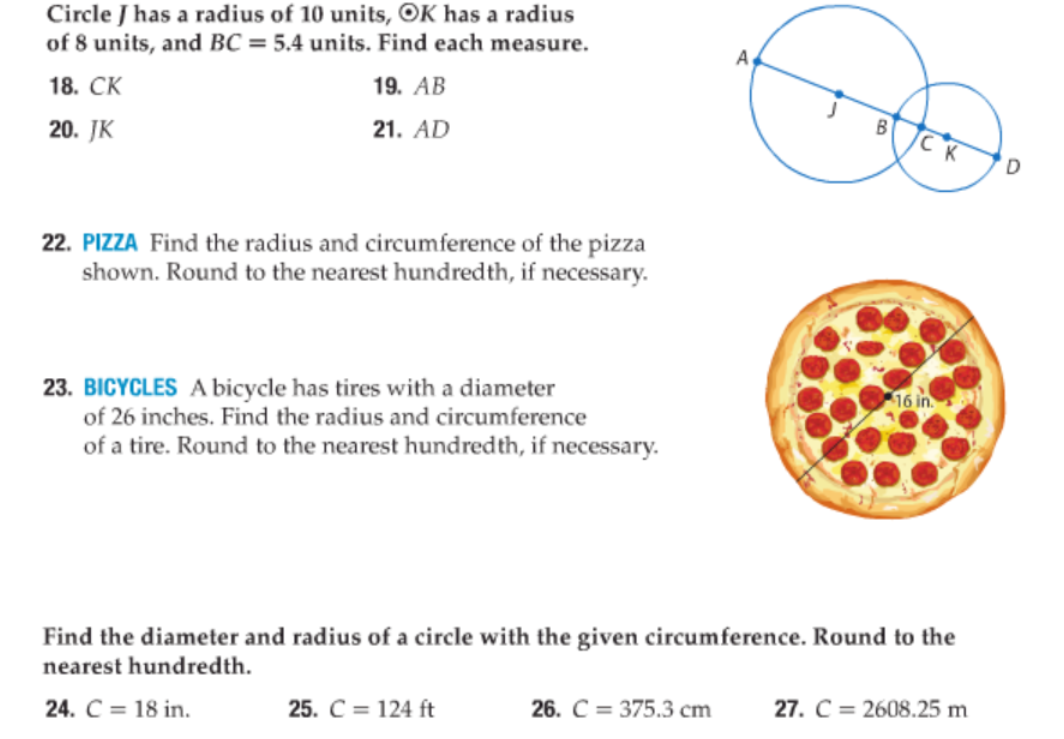 Circle J has a radius of 10 units, ⊙K has a radius
of 8 units, and BC = 5.4 units. Find each measure.
18. CK
19. AB
20. JK
21. AD
A
J
B
C
K
D
22. PIZZA Find the radius and circumference of the pizza
shown. Round to the nearest hundredth, if necessary.
16 in.
23. BICYCLES A bicycle has tires with a diameter
of 26 inches. Find the radius and circumference
of a tire. Round to the nearest hundredth, if necessary.
Find the diameter and radius of a circle with the given circumference. Round to the
nearest hundredth.
24. C = 18 in.
25. C = 124 ft
26. C = 375.3 cm
27. C = 2608.25 m